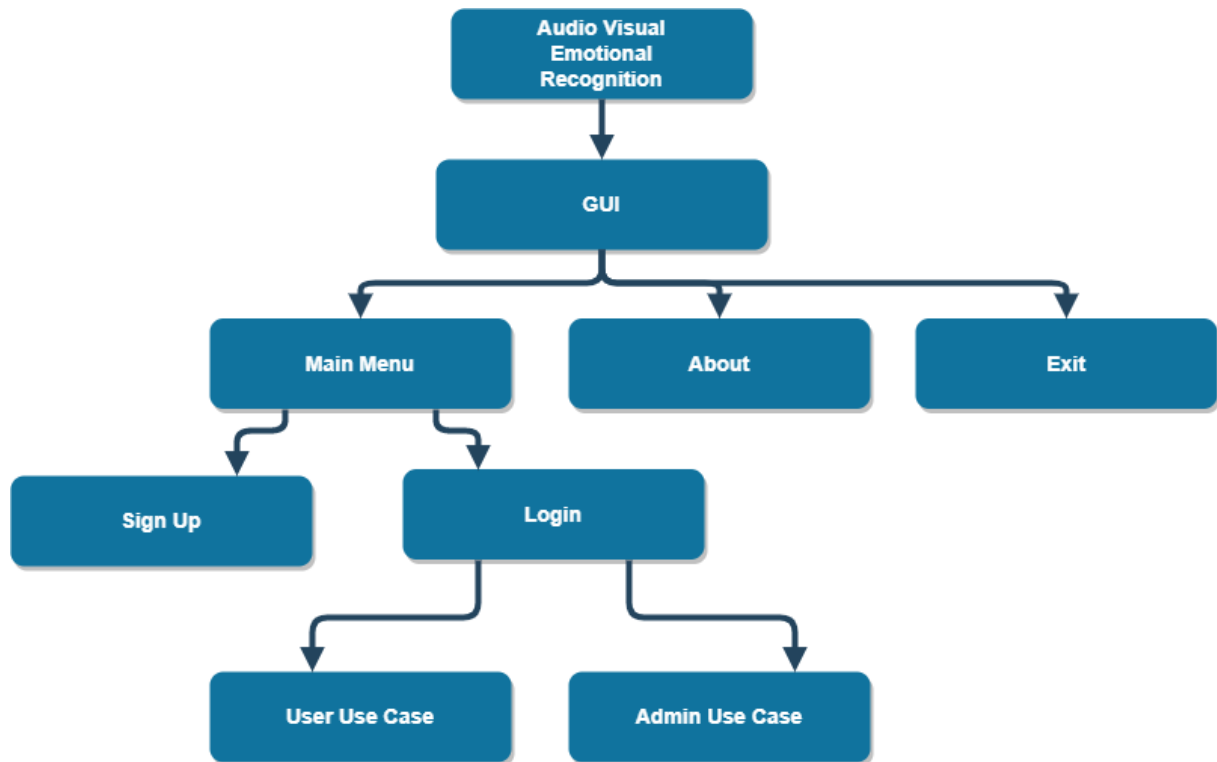 Audio Visual
Emotional
Recognition
GUI
Main Menu
About
Exit
Sign Up
Login
User Use Case
Admin Use Case